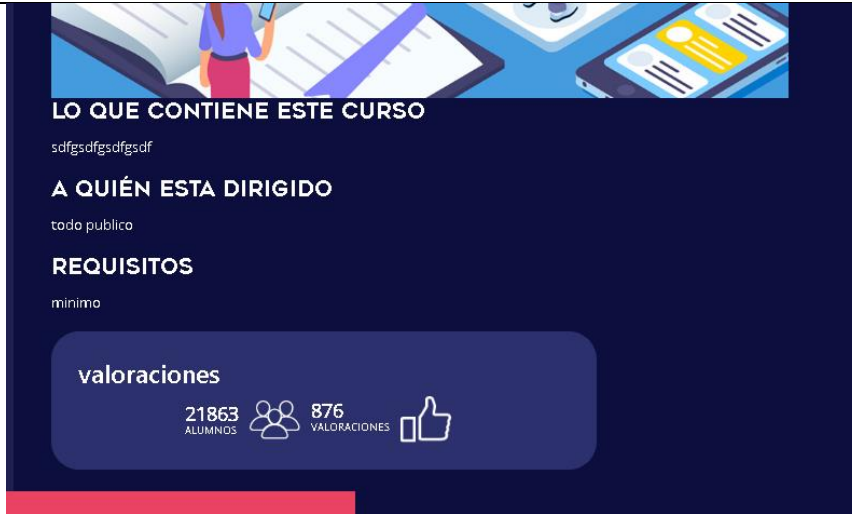 LO QUE CONTIENE ESTE CURSO
sdfgsdfgsdfgsdf
A QUIÉN ESTA DIRIGIDO
todo publico
REQUISITOS
minimo
valoraciones
21863
ALUMNOS
876
VALORACIONES